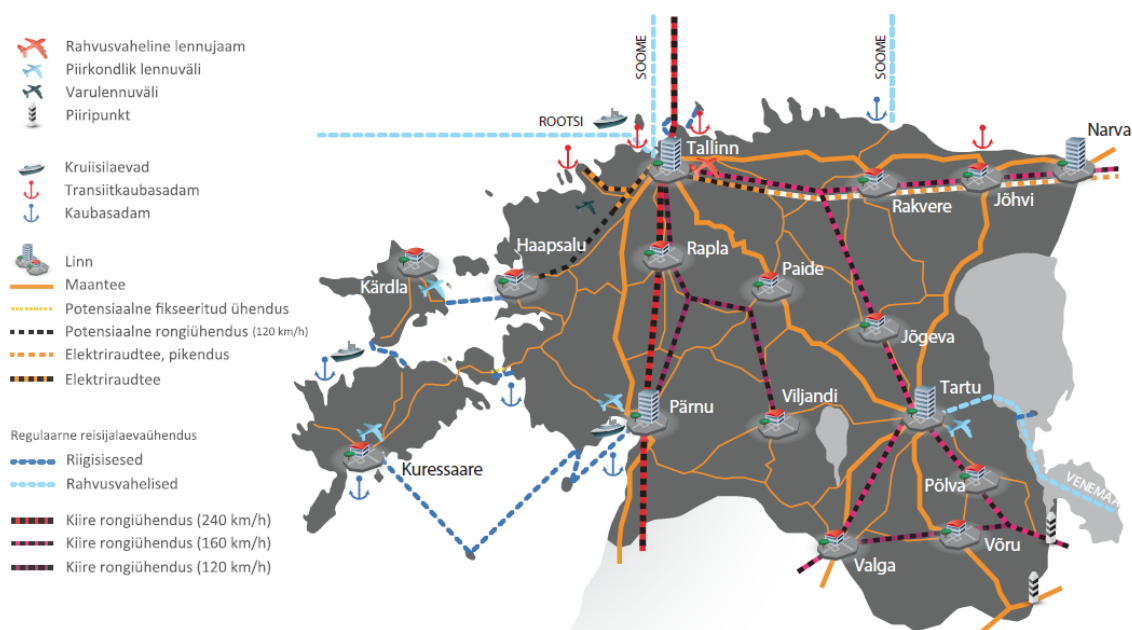 Rahvusvaheline lennujaam
Piirkondlik lennuväli
Varulennuväli
Piiripunkt
Kruiisilaevad
Transiitkaubasadam
Kaubasadam
Linn
Maantee
Potensiaalne fikseeritud ühendus
Potensiaalne rongiühendus (120 km/h)
Elektriraudtee, pikendus
Elektriraudtee
Regulaarne reisijalaevaühendus
Riigisisesed
Rahvusvahelised
Kiire rongiühendus (240 km/h)
Kiire rongiühendus (160 km/h)
Kiire rongiühendus (120 km/h)
SOOME
SOOME
ROOTSI
Tallinn
Narva
Rakvere
Jõhvi
Haapsalu
Rapla
Paide
Kärdla
Jõgeva
Pärnu
Viljandi
Tartu
Kuressaare
Põlva
VENEMAA
Valga
Võru